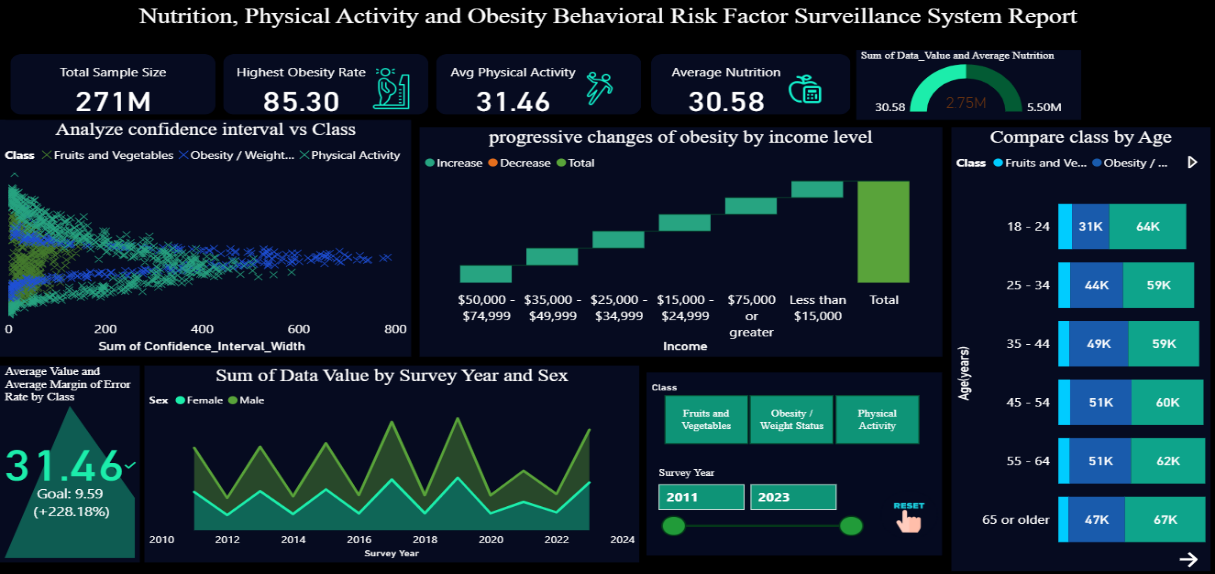 Nutrition, Physical Activity and Obesity Behavioral Risk Factor Surveillance System Report
Total Sample Size
271M
Highest Obesity Rate
85.30
Avg Physical Activity
31.46
Average Nutrition
30.58
Sum of Data_Value and Average Nutrition
30.58
2.75M
5.50M
Analyze confidence interval vs Class
Class Fruits and Vegetables Obesity / Weight... Physical Activity
0 200 400 600 800
Sum of Confidence_Interval_Width
progressive changes of obesity by income level
Increase Decrease Total
$50,000 -
$74,999
$35,000 -
$49,999
$25,000 -
$34,999
$15,000 -
$24,999
$75,000
or
greater
Less than
$15,000
Total
Income
Compare class by Age
Class Fruits and Ve... Obesity / ...
Age(years)
18 - 24 31K 64K
25 - 34 44K 59K
35 - 44 49K 59K
45 - 54 51K 60K
55 - 64 51K 62K
65 or older 47K 67K
Average Value and
Average Margin of Error
Rate by Class
31.46
Goal: 9.59
(+228.18%)
Sum of Data Value by Survey Year and Sex
Sex Female Male
2010 2012 2014 2016 2018 2020 2022 2024
Survey Year
Class
Fruits and
Vegetables
Obesity /
Weight Status
Physical
Activity
Survey Year
2011 2023
RESET